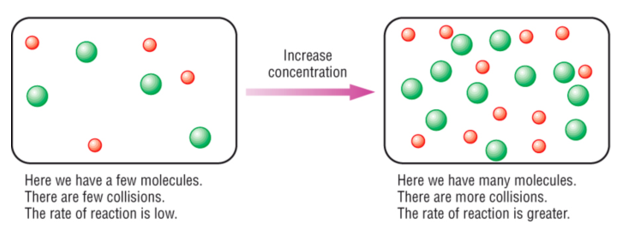 Increase
concentration
Here we have a few molecules.
There are few collisions.
The rate of reaction is low.
Here we have many molecules.
There are more collisions.
The rate of reaction is greater.